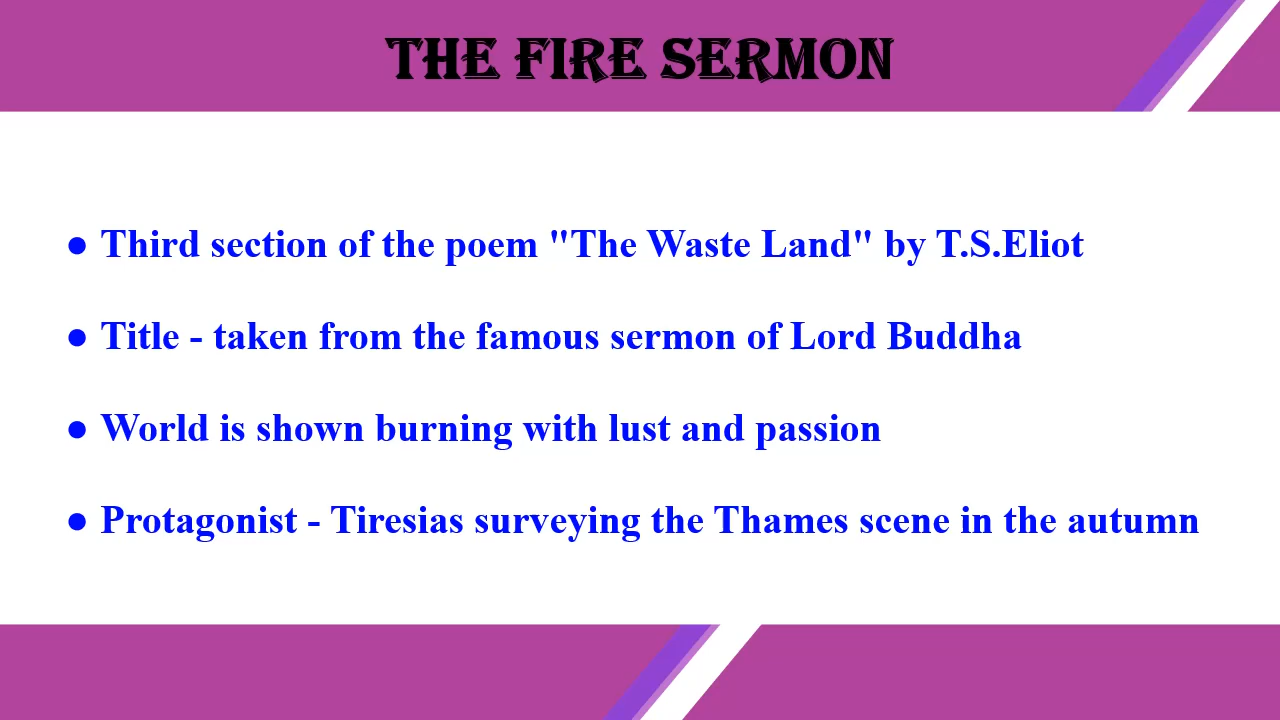 THE FIRE SERMON
● Third section of the poem "The Waste Land" by T.S.Eliot
● Title - taken from the famous sermon of Lord Buddha
● World is shown burning with lust and passion
● Protagonist - Tiresias surveying the Thames scene in the autumn